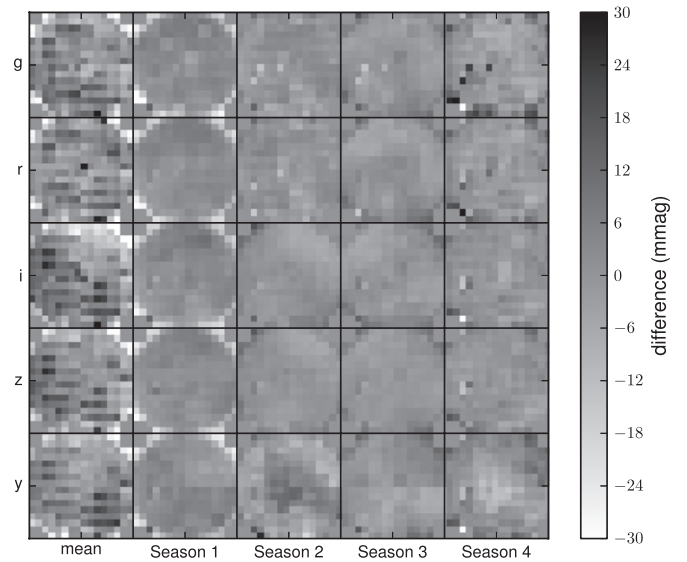 g
r
i
z
y
mean
Season 1
Season 2
Season 3
Season 4
30
24
18
12
6
0
−6
−12
−18
−24
−30
difference (mmag)